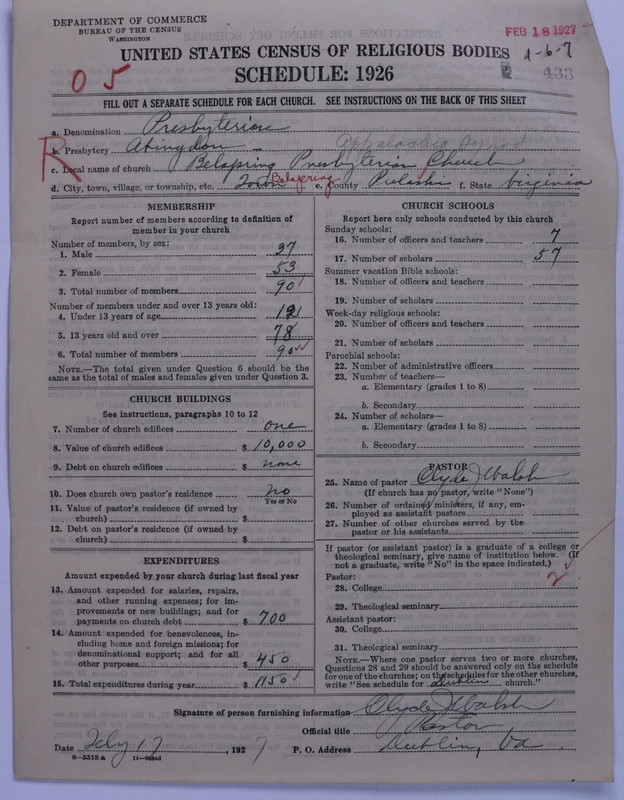 DEPARTMENT OF COMMERCE
BUREAU OF THE CENSUS
WASHINGTON
FEB 18 1927
UNITED STATES CENSUS OF RELIGIOUS BODIES
1-6-7
SCHEDULE: 1926
433
05
FILL OUT A SEPARATE SCHEDULE FOR EACH CHURCH. SEE INSTRUCTIONS ON THE BACK OF THIS SHEET
a. Denomination Presbyterian
R
b. Presbytery Abingdon - Appalachia Synod
c. Local name of church Belspring Presbyterian Church
d. City, town, village, or township, etc. Town Belspring e. County Pulaski f. State Virginia
MEMBERSHIP
Report number of members according to definition of
member in your church
Number of members, by sex:
1. Male 37
2. Female 53
3. Total number of members 90
Number of members under and over 13 years old:
4. Under 13 years of age 12
5. 13 years old and over 78
6. Total number of members 90
NOTE.—The total given under Question 6 should be the
same as the total of males and females given under Question 3.
CHURCH BUILDINGS
See instructions, paragraphs 10 to 12
7. Number of church edifices one
8. Value of church edifices $ 10,000
9. Debt on church edifices $ none
10. Does church own pastor's residence No
Yes or No
11. Value of pastor's residence (if owned by
church) $
12. Debt on pastor's residence (if owned by
church) $
EXPENDITURES
Amount expended by your church during last fiscal year
13. Amount expended for salaries, repairs,
and other running expenses; for im-
provements or new buildings; and for
payments on church debt $ 700
14. Amount expended for benevolences, in-
cluding home and foreign missions; for
denominational support; and for all
other purposes $ 450
15. Total expenditures during year $ 1150
CHURCH SCHOOLS
Report here only schools conducted by this church
Sunday schools:
16. Number of officers and teachers 7
17. Number of scholars 57
Summer vacation Bible schools:
18. Number of officers and teachers
19. Number of scholars
Week-day religious schools:
20. Number of officers and teachers
21. Number of scholars
Parochial schools:
22. Number of administrative officers
23. Number of teachers—
a. Elementary (grades 1 to 8)
b. Secondary
24. Number of scholars—
a. Elementary (grades 1 to 8)
b. Secondary
PASTOR
25. Name of pastor Clyde J Walsh
(If church has no pastor, write "None")
26. Number of ordained ministers, if any, em-
ployed as assistant pastors
27. Number of other churches served by the
pastor or his assistants
If pastor (or assistant pastor) is a graduate of a college or
theological seminary, give name of institution below. (If
not a graduate, write "No" in the space indicated.)
Pastor: 2
28. College
29. Theological seminary
Assistant pastor:
30. College
31. Theological seminary
NOTE.—Where one pastor serves two or more churches,
Questions 28 and 29 should be answered only on the schedule
for one of the churches; on the schedules for the other churches,
write "See schedule for Dublin church."
Signature of person furnishing information Clyde J Walsh
Official title Pastor
Date Feby 17, 1927 P. O. Address Dublin, Va.
8-5318 a 11-9664d